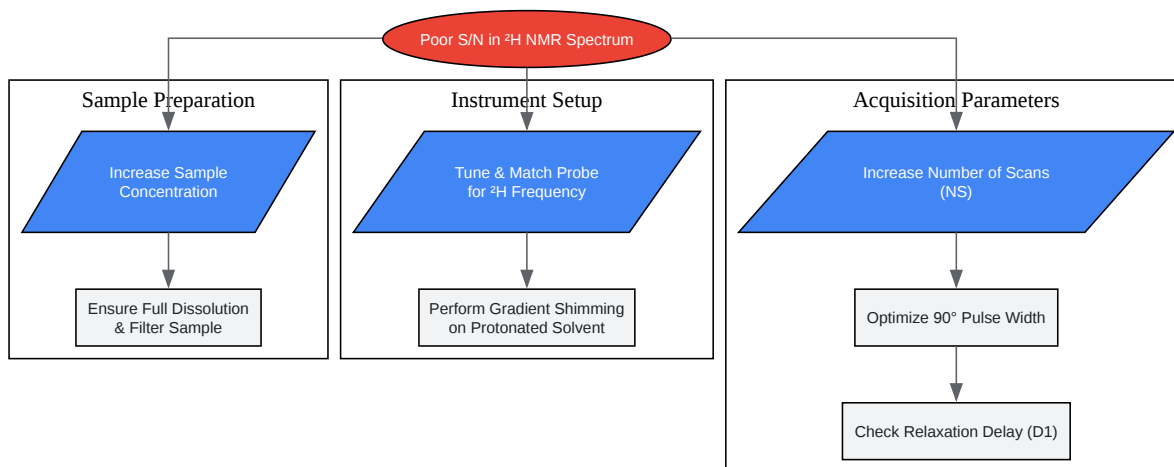 Poor S/N in ²H NMR Spectrum
Sample Preparation
Increase Sample
Concentration
Ensure Full Dissolution
& Filter Sample
Instrument Setup
Tune & Match Probe
for ²H Frequency
Perform Gradient Shimming
on Protonated Solvent
Acquisition Parameters
Increase Number of Scans
(NS)
Optimize 90° Pulse Width
Check Relaxation Delay (D1)